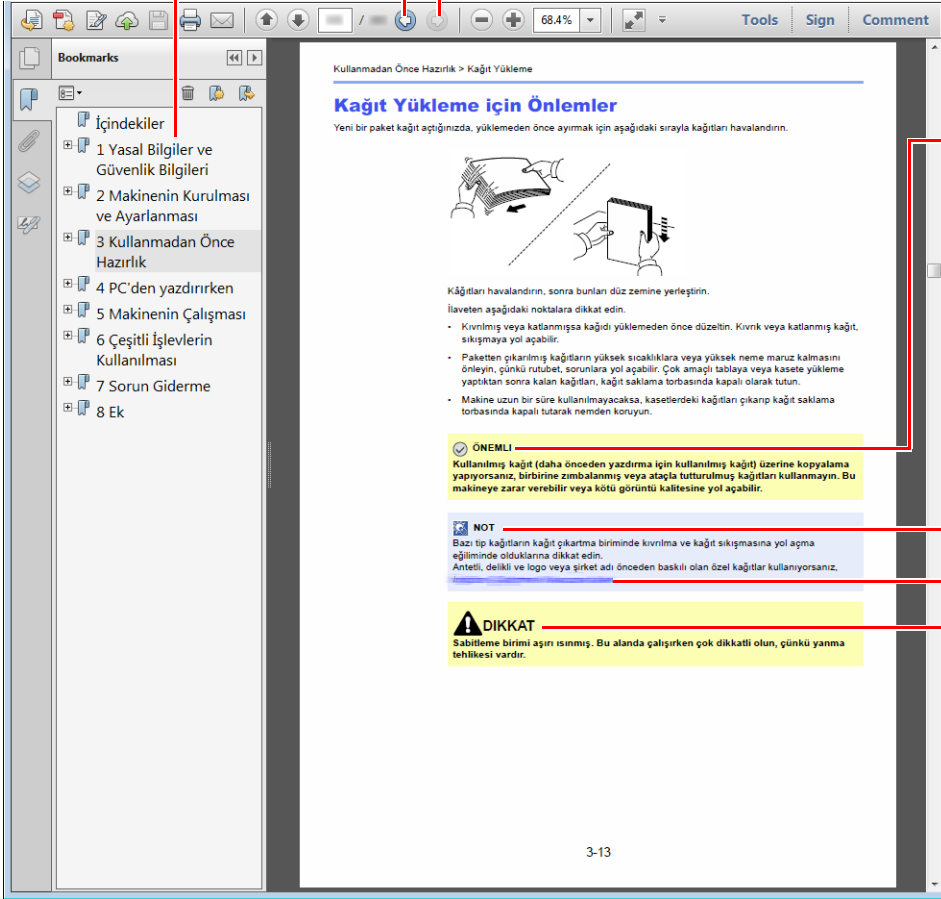 /
68.4%
Tools
Sign
Comment
Bookmarks
İçindekiler
1 Yasal Bilgiler ve
Güvenlik Bilgileri
2 Makinenin Kurulması
ve Ayarlanması
3 Kullanmadan Önce
Hazırlık
4 PC'den yazdırırken
5 Makinenin Çalışması
6 Çeşitli İşlevlerin
Kullanılması
7 Sorun Giderme
8 Ek
Kullanmadan Önce Hazırlık > Kağıt Yükleme
Kağıt Yükleme için Önlemler
Yeni bir paket kağıt açtığınızda, yüklemeden önce ayırmak için aşağıdaki sırayla kağıtları havalandırın.
Kâğıtları havalandırın, sonra bunları düz zemine yerleştirin.
İlaveten aşağıdaki noktalara dikkat edin.
• Kıvrılmış veya katlanmışsa kağıdı yüklemeden önce düzeltin. Kıvrık veya katlanmış kağıt,
sıkışmaya yol açabilir.
• Paketten çıkarılmış kağıtların yüksek sıcaklıklara veya yüksek neme maruz kalmasını
önleyin, çünkü rutubet, sorunlara yol açabilir. Çok amaçlı tablaya veya kasete yükleme
yaptıktan sonra kalan kağıtları, kağıt saklama torbasında kapalı olarak tutun.
• Makine uzun bir süre kullanılmayacaksa, kasetlerdeki kağıtları çıkarıp kağıt saklama
torbasında kapalı tutarak nemden koruyun.
ÖNEMLI
Kullanılmış kağıt (daha önceden yazdırma için kullanılmış kağıt) üzerine kopyalama
yapıyorsanız, birbirine zımbalanmış veya ataçla tutturulmuş kağıtları kullanmayın. Bu
makineye zarar verebilir veya kötü görüntü kalitesine yol açabilir.
NOT
Bazı tip kağıtların kağıt çıkartma biriminde kıvrılma ve kağıt sıkışmasına yol açma
eğiliminde olduklarına dikkat edin.
Antetli, delikli ve logo veya şirket adı önceden baskılı olan özel kağıtlar kullanıyorsanız,
DIKKAT
Sabitleme birimi aşırı ısınmış. Bu alanda çalışırken çok dikkatli olun, çünkü yanma
tehlikesi vardır.
3-13